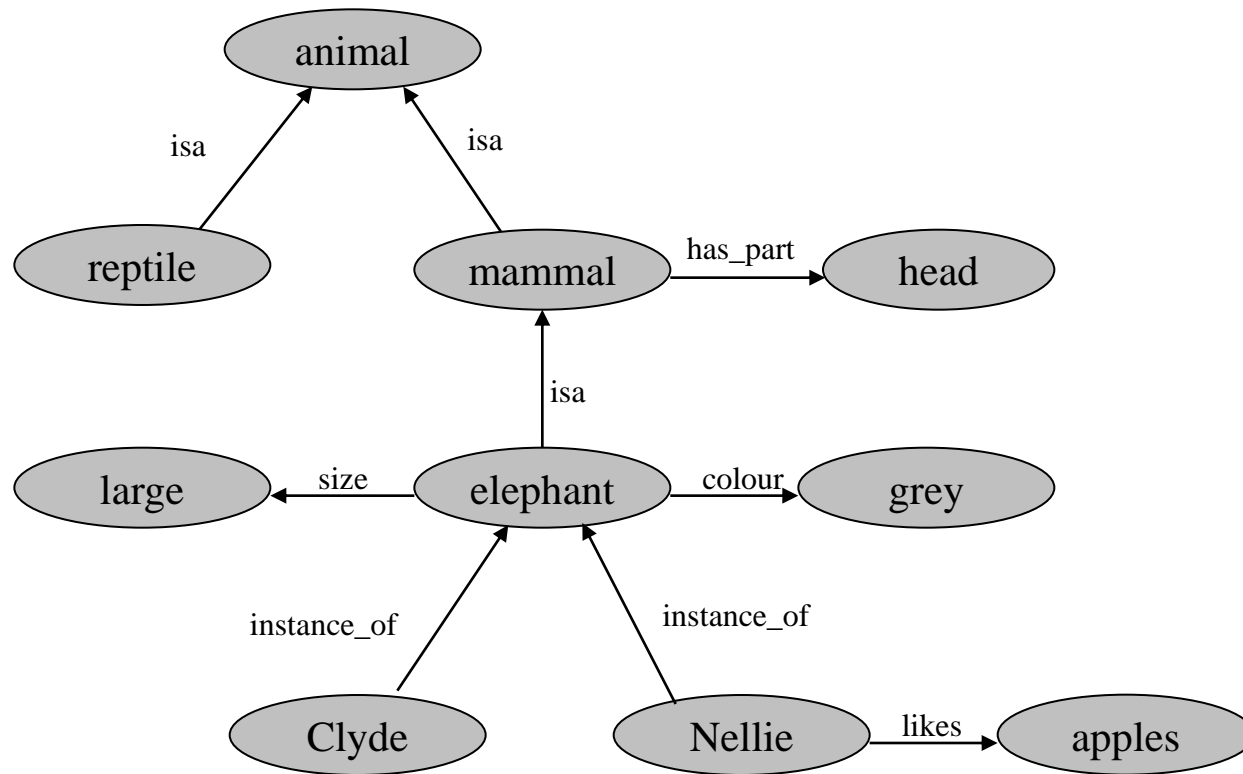 animal
isa
isa
reptile
mammal
has_part
head
isa
large
size
elephant
colour
grey
instance_of
instance_of
Clyde
Nellie
likes
apples